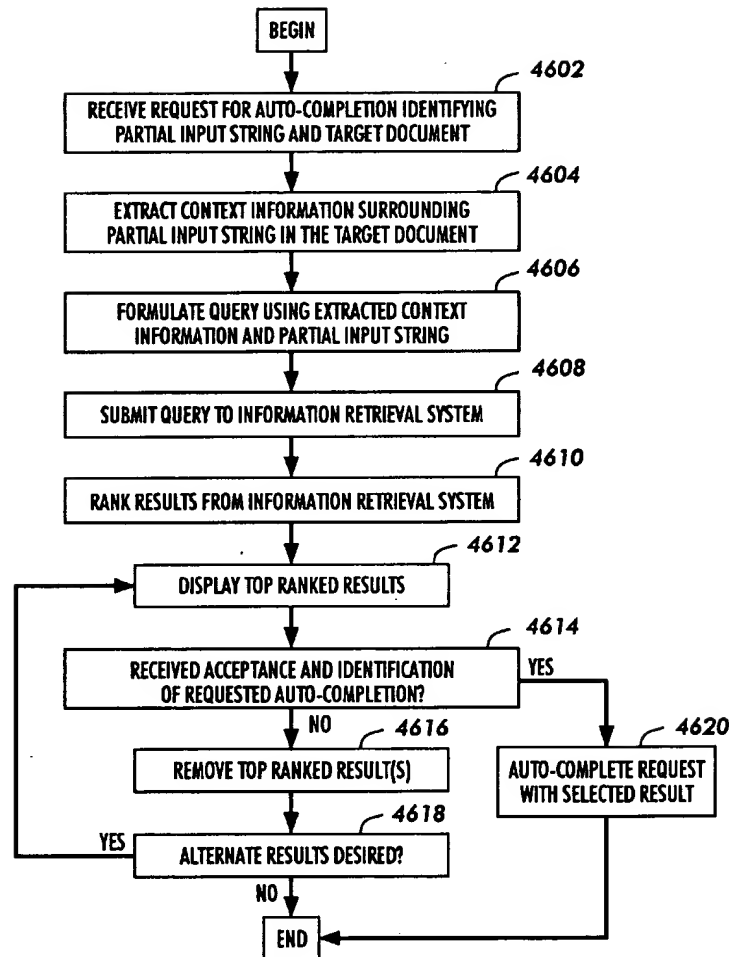 BEGIN
4602
RECEIVE REQUEST FOR AUTO-COMPLETION IDENTIFYING
PARTIAL INPUT STRING AND TARGET DOCUMENT
4604
EXTRACT CONTEXT INFORMATION SURROUNDING
PARTIAL INPUT STRING IN THE TARGET DOCUMENT
4606
FORMULATE QUERY USING EXTRACTED CONTEXT
INFORMATION AND PARTIAL INPUT STRING
4608
SUBMIT QUERY TO INFORMATION RETRIEVAL SYSTEM
4610
RANK RESULTS FROM INFORMATION RETRIEVAL SYSTEM
4612
DISPLAY TOP RANKED RESULTS
4614
RECEIVED ACCEPTANCE AND IDENTIFICATION
OF REQUESTED AUTO-COMPLETION?
YES
NO
4616
REMOVE TOP RANKED RESULT(S)
4620
AUTO-COMPLETE REQUEST
WITH SELECTED RESULT
4618
YES
ALTERNATE RESULTS DESIRED?
NO
END